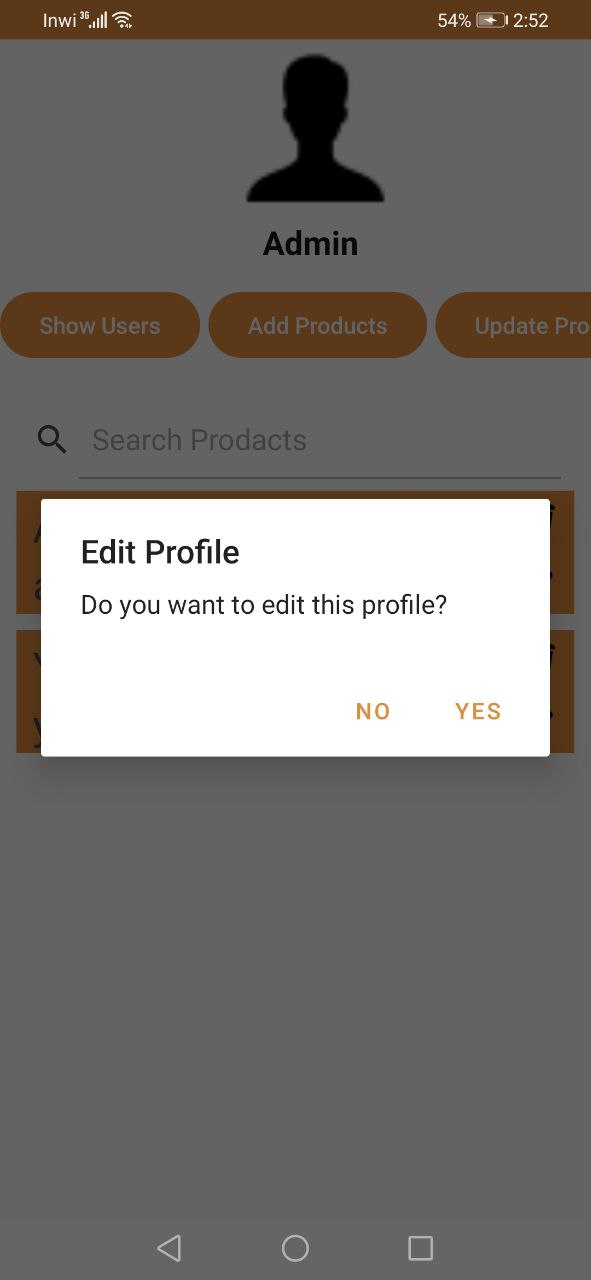 Inwi 3G 54% 2:52
Admin
Show Users Add Products Update Pro
Search Prodacts
Edit Profile
Do you want to edit this profile?
NO YES